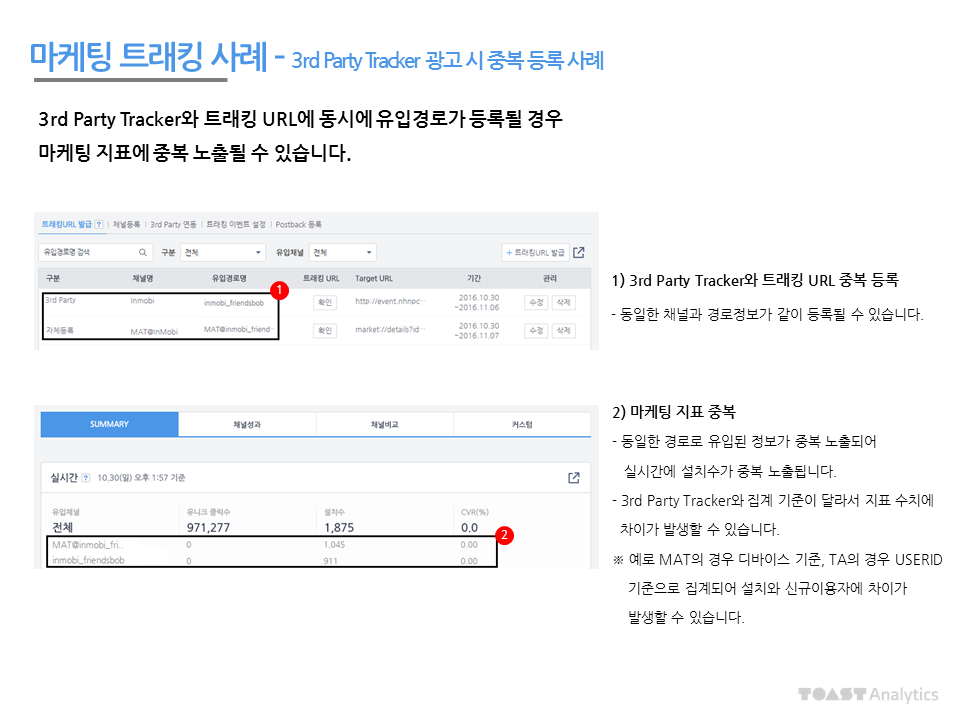 마케팅 트래킹 사례 - 3rd Party Tracker 광고 시 중복 등록 사례
3rd Party Tracker와 트래킹 URL에 동시에 유입경로가 등록될 경우
마케팅 지표에 중복 노출될 수 있습니다.
트래킹URL 발급 ? | 채널등록 | 3rd Party 연동 | 트래킹 이벤트 설정 | Postback 등록
유입경로명 검색 구분 전체 유입채널 전체 + 트래킹URL 발급
구분 채널명 유입경로명 트래킹 URL Target URL 기간 관리
1
3rd Party Inmobi inmobi_friendsbob 확인 http://event.nhnpc··· 2016.10.30 ~2016.11.06 수정 삭제
자체등록 MAT@InMobi MAT@inmobi_friend··· 확인 market://details?id··· 2016.10.30 ~2016.11.07 수정 삭제
1) 3rd Party Tracker와 트래킹 URL 중복 등록
- 동일한 채널과 경로정보가 같이 등록될 수 있습니다.
SUMMARY 채널성과 채널비교 커스텀
실시간 ? 10.30(일) 오후 1:57 기준
유입채널 유니크 클릭수 설치수 CVR(%)
전체 971,277 1,875 0.0
2
MAT@inmobi_fri.. 0 1,045 0.00
inmobi_friendsbob 0 911 0.00
2) 마케팅 지표 중복
- 동일한 경로로 유입된 정보가 중복 노출되어
실시간에 설치수가 중복 노출됩니다.
- 3rd Party Tracker와 집계 기준이 달라서 지표 수치에
차이가 발생할 수 있습니다.
※ 예로 MAT의 경우 디바이스 기준, TA의 경우 USERID
기준으로 집계되어 설치와 신규이용자에 차이가
발생할 수 있습니다.
TOAST Analytics